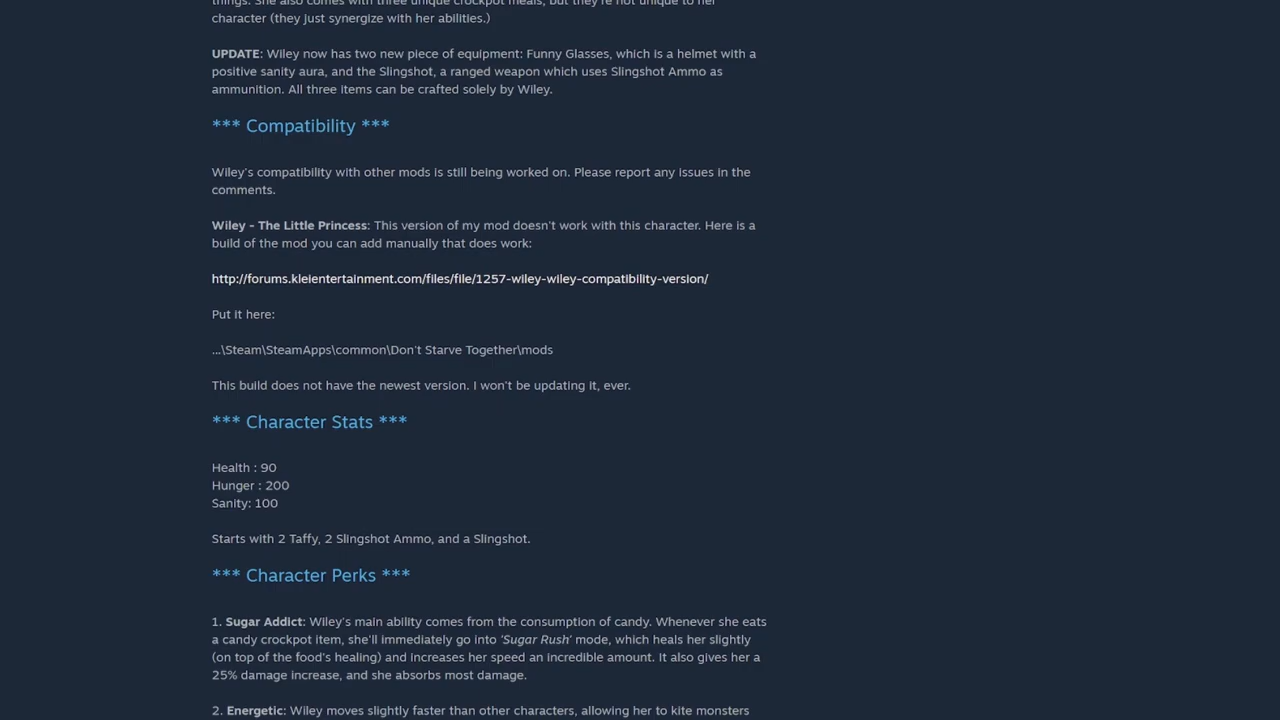 things. She also comes with three unique crockpot meals, but they're not unique to her
character (they just synergize with her abilities.)
UPDATE: Wiley now has two new piece of equipment: Funny Glasses, which is a helmet with a
positive sanity aura, and the Slingshot, a ranged weapon which uses Slingshot Ammo as
ammunition. All three items can be crafted solely by Wiley.
*** Compatibility ***
Wiley's compatibility with other mods is still being worked on. Please report any issues in the
comments.
Wiley - The Little Princess: This version of my mod doesn't work with this character. Here is a
build of the mod you can add manually that does work:
http://forums.kleientertainment.com/files/file/1257-wiley-wiley-compatibility-version/
Put it here:
...\Steam\SteamApps\common\Don't Starve Together\mods
This build does not have the newest version. I won't be updating it, ever.
*** Character Stats ***
Health : 90
Hunger : 200
Sanity: 100
Starts with 2 Taffy, 2 Slingshot Ammo, and a Slingshot.
*** Character Perks ***
1. Sugar Addict: Wiley's main ability comes from the consumption of candy. Whenever she eats
a candy crockpot item, she'll immediately go into 'Sugar Rush' mode, which heals her slightly
(on top of the food's healing) and increases her speed an incredible amount. It also gives her a
25% damage increase, and she absorbs most damage.
2. Energetic: Wiley moves slightly faster than other characters, allowing her to kite monsters